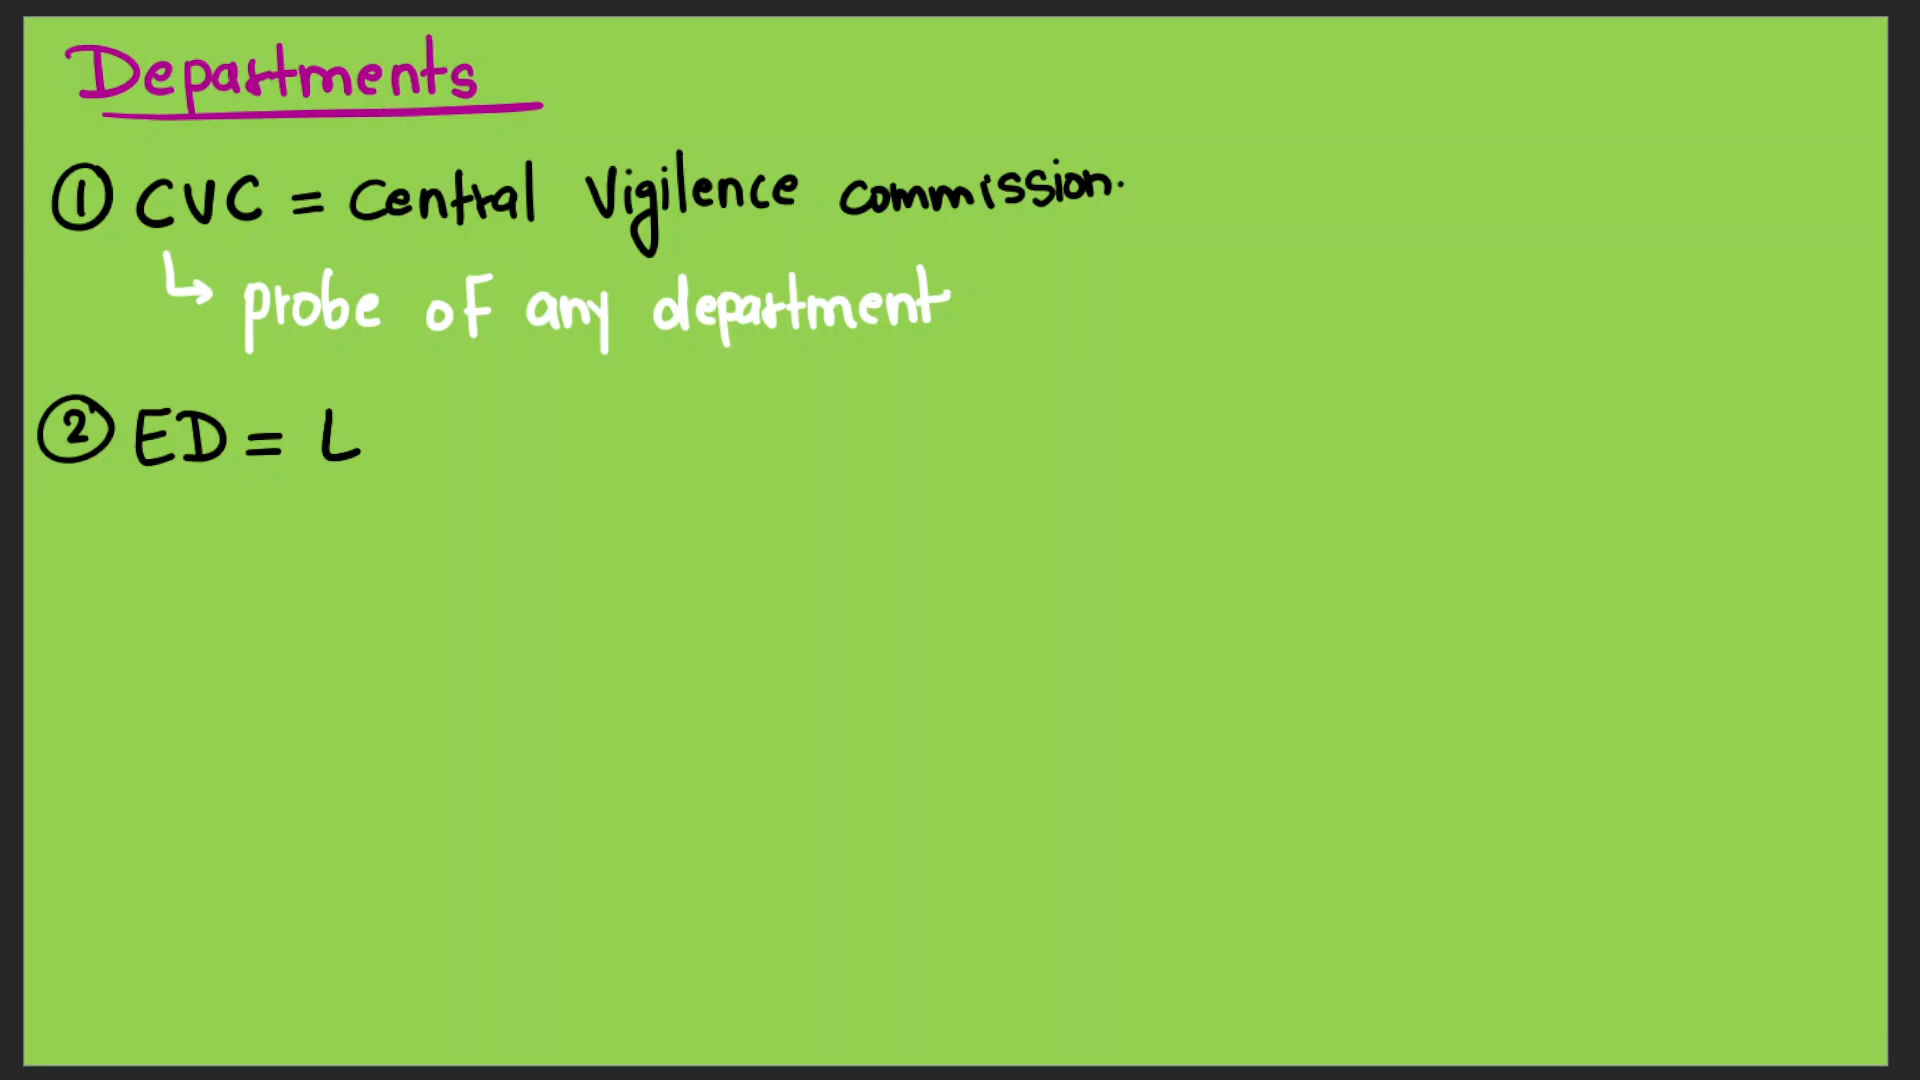 Departments
① CVC = Central Vigilence commission.
↳ probe of any department
② ED = L